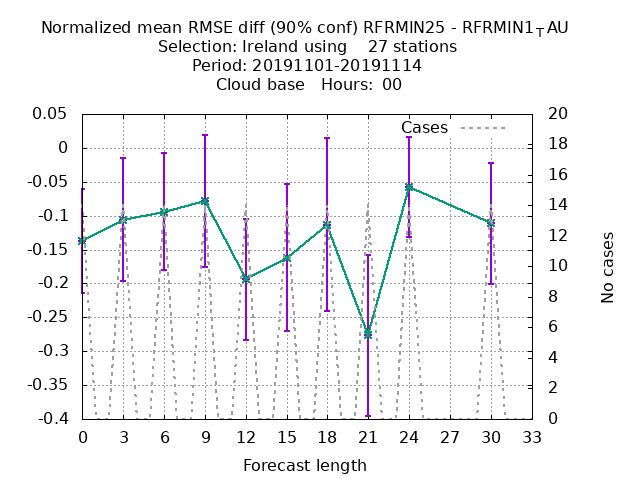 Normalized mean RMSE diff (90% conf) RFRMIN25 - RFRMIN1_TAU
Selection: Ireland using 27 stations
Period: 20191101-20191114
Cloud base Hours: 00
Cases
0.05
0
-0.05
-0.1
-0.15
-0.2
-0.25
-0.3
-0.35
-0.4
20
18
16
14
12
10
8
6
4
2
0
No cases
0 3 6 9 12 15 18 21 24 27 30 33
Forecast length